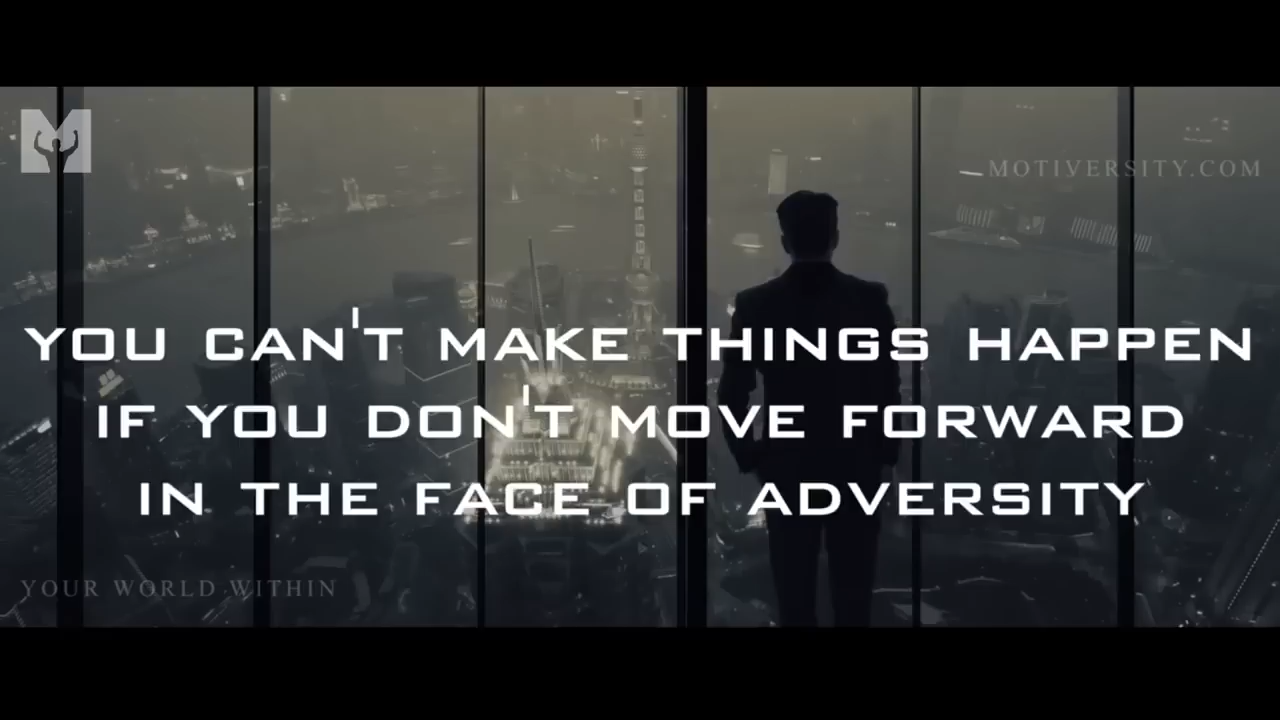 MOTIVERSITY.COM
YOU CAN'T MAKE THINGS HAPPEN
IF YOU DON'T MOVE FORWARD
IN THE FACE OF ADVERSITY
YOUR WORLD WITHIN